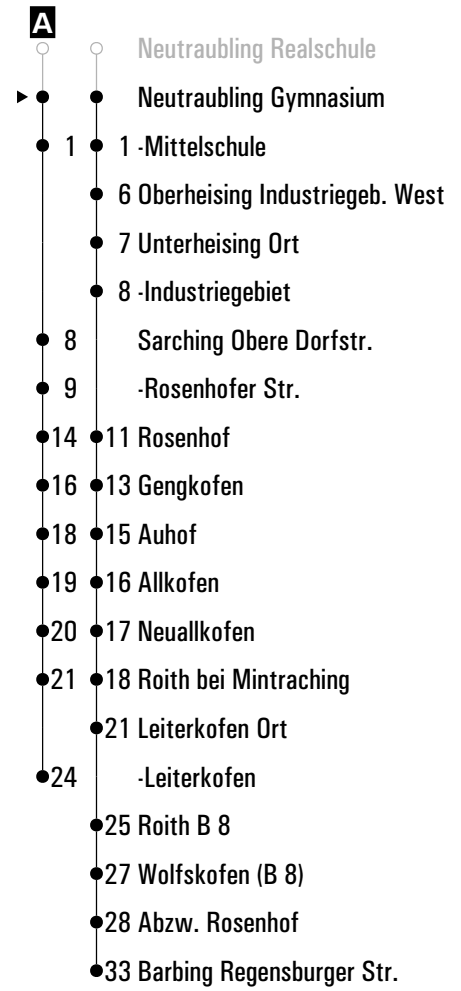 A
Neutraubling Realschule
Neutraubling Gymnasium
1 1 -Mittelschule
6 Oberheising Industriegeb. West
7 Unterheising Ort
8 -Industriegebiet
8 Sarching Obere Dorfstr.
9 -Rosenhofer Str.
14 11 Rosenhof
16 13 Gengkofen
18 15 Auhof
19 16 Allkofen
20 17 Neuallkofen
21 18 Roith bei Mintraching
21 Leiterkofen Ort
24 -Leiterkofen
25 Roith B 8
27 Wolfskofen (B 8)
28 Abzw. Rosenhof
33 Barbing Regensburger Str.